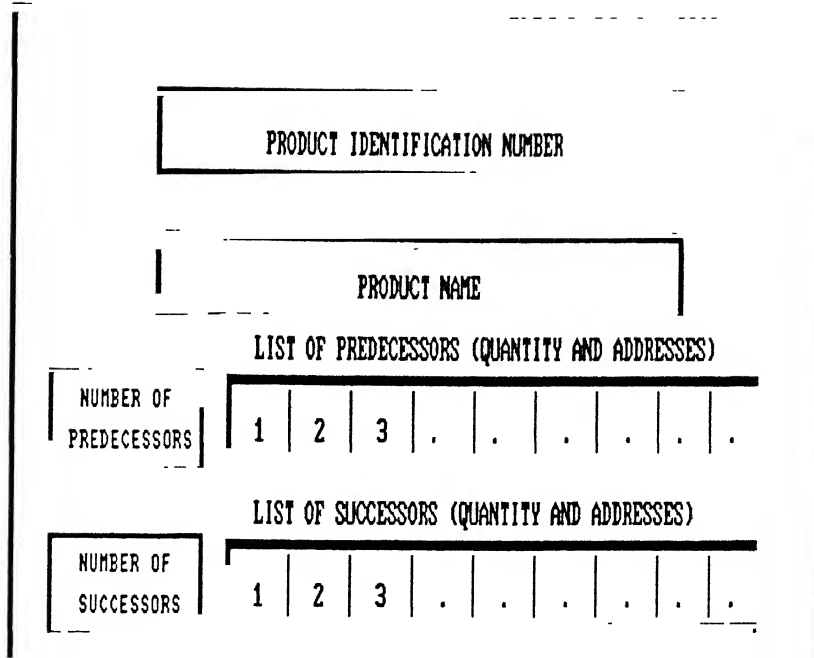 PRODUCT IDENTIFICATION NUMBER
PRODUCT NAME
LIST OF PREDECESSORS (QUANTITY AND ADDRESSES)
NUMBER OF
PREDECESSORS
1 2 3 . . . . . .
LIST OF SUCCESSORS (QUANTITY AND ADDRESSES)
NUMBER OF
SUCCESSORS
1 2 3 . . . . . .